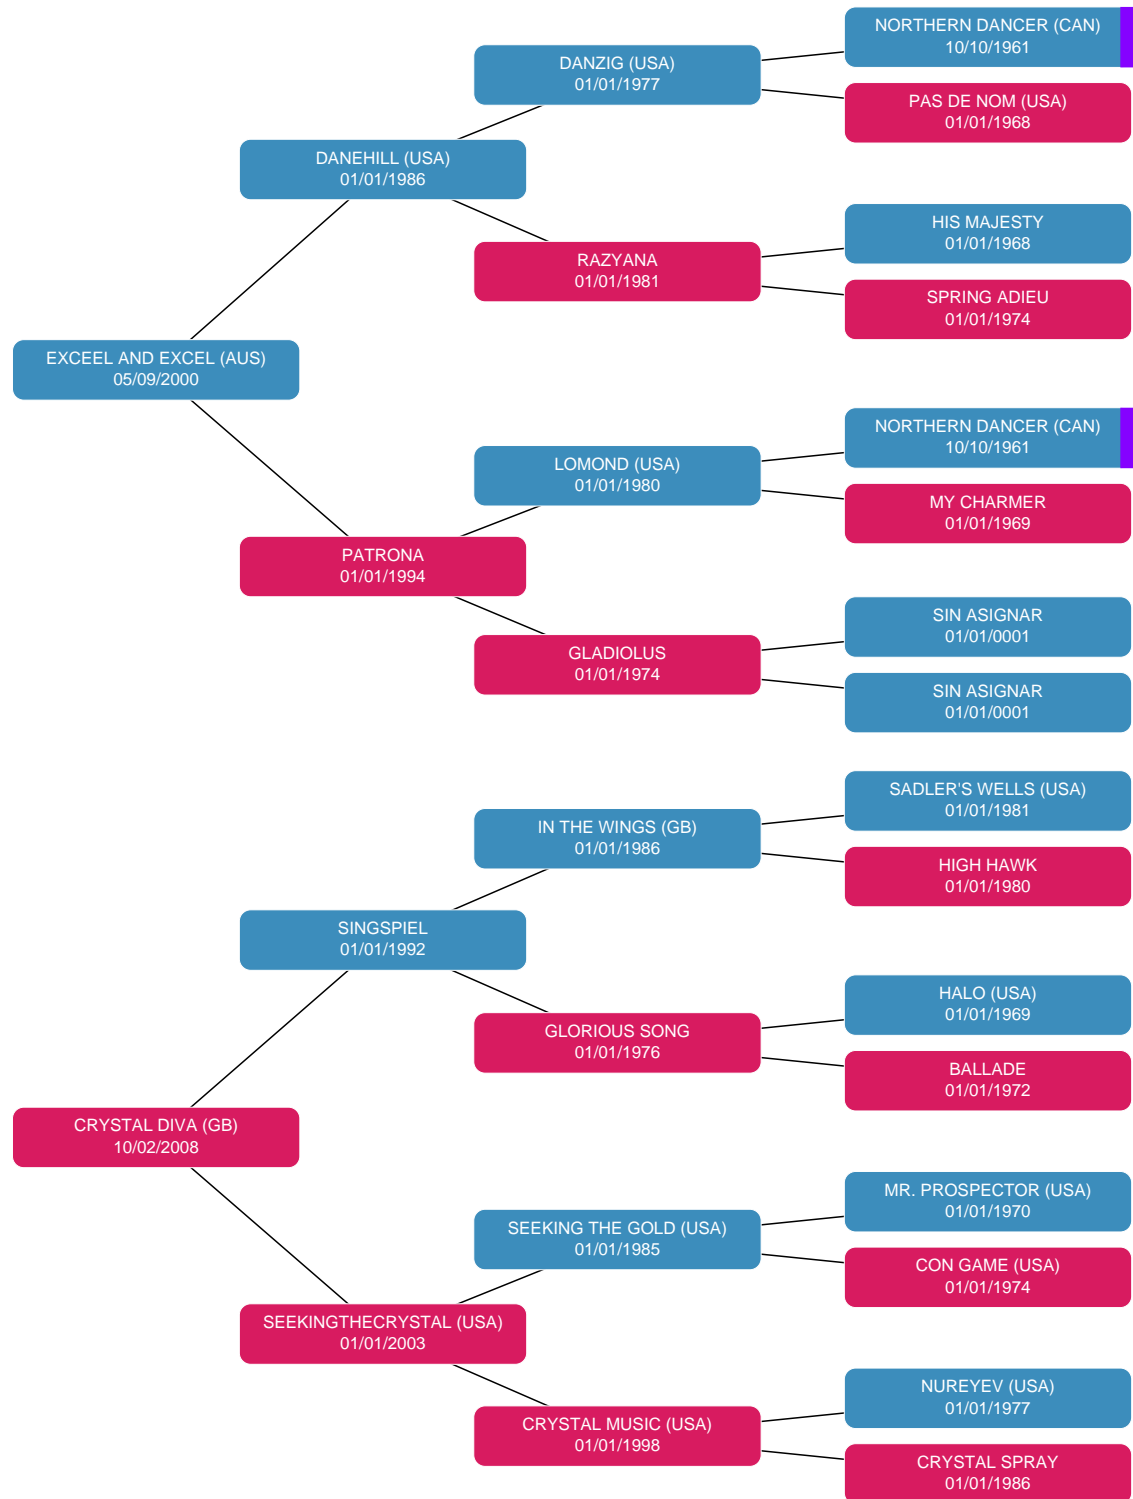 NORTHERN DANCER (CAN)
10/10/1961
DANZIG (USA)
01/01/1977
PAS DE NOM (USA)
01/01/1968
DANEHILL (USA)
01/01/1986
HIS MAJESTY
01/01/1968
RAZYANA
01/01/1981
SPRING ADIEU
01/01/1974
EXCEEL AND EXCEL (AUS)
05/09/2000
NORTHERN DANCER (CAN)
10/10/1961
LOMOND (USA)
01/01/1980
MY CHARMER
01/01/1969
PATRONA
01/01/1994
SIN ASIGNAR
01/01/0001
GLADIOLUS
01/01/1974
SIN ASIGNAR
01/01/0001
SADLER'S WELLS (USA)
01/01/1981
IN THE WINGS (GB)
01/01/1986
HIGH HAWK
01/01/1980
SINGSPIEL
01/01/1992
HALO (USA)
01/01/1969
GLORIOUS SONG
01/01/1976
BALLADE
01/01/1972
CRYSTAL DIVA (GB)
10/02/2008
MR. PROSPECTOR (USA)
01/01/1970
SEEKING THE GOLD (USA)
01/01/1985
CON GAME (USA)
01/01/1974
SEEKINGTHECRYSTAL (USA)
01/01/2003
NUREYEV (USA)
01/01/1977
CRYSTAL MUSIC (USA)
01/01/1998
CRYSTAL SPRAY
01/01/1986